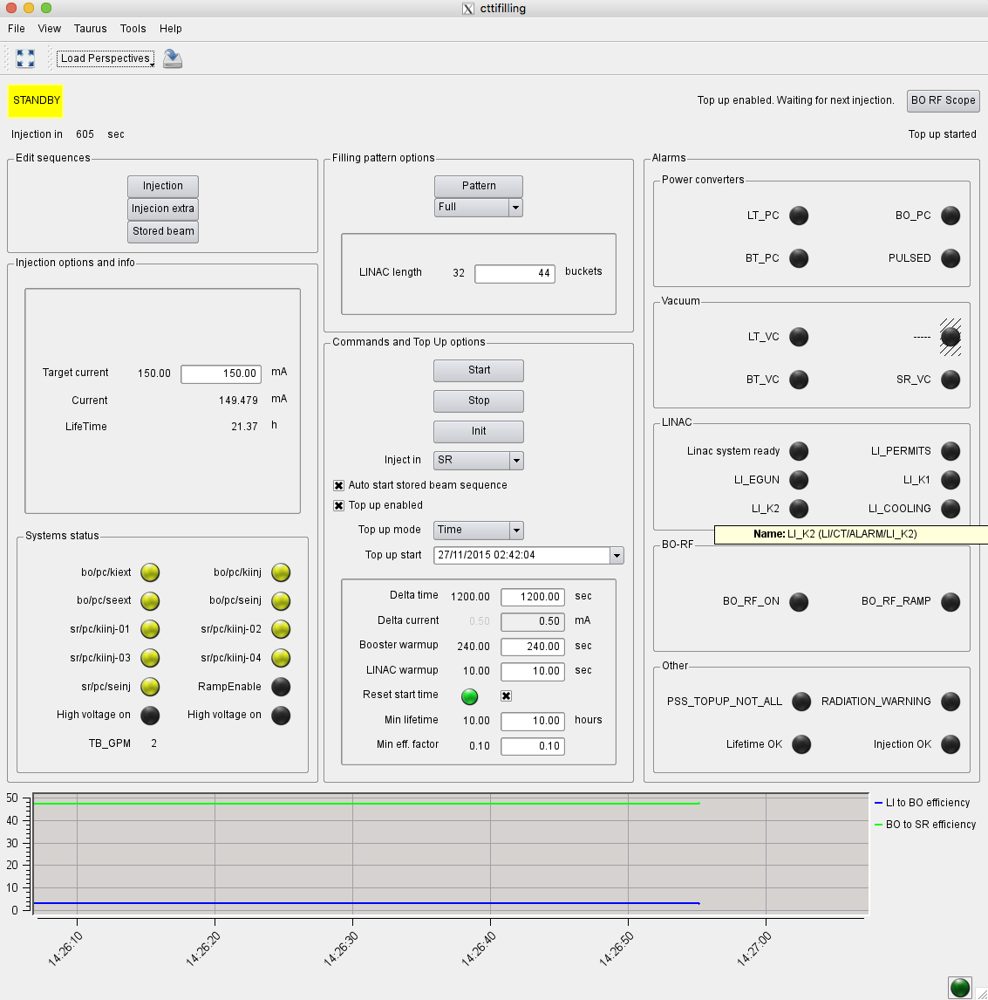 cttifilling
File View Taurus Tools Help
Load Perspectives
STANDBY
Top up enabled. Waiting for next injection.
BO RF Scope
Injection in 605 sec
Top up started
Edit sequences
Injection
Injecion extra
Stored beam
Injection options and info
Target current 150.00 150.00 mA
Current 149.479 mA
LifeTime 21.37 h
Systems status
bo/pc/kiext bo/pc/kiinj
bo/pc/seext bo/pc/seinj
sr/pc/kiinj-01 sr/pc/kiinj-02
sr/pc/kiinj-03 sr/pc/kiinj-04
sr/pc/seinj RampEnable
High voltage on High voltage on
TB_GPM 2
Filling pattern options
Pattern
Full
LINAC length 32 44 buckets
Commands and Top Up options
Start
Stop
Init
Inject in SR
Auto start stored beam sequence
Top up enabled
Top up mode Time
Top up start 27/11/2015 02:42:04
Delta time 1200.00 1200.00 sec
Delta current 0.50 0.50 mA
Booster warmup 240.00 240.00 sec
LINAC warmup 10.00 10.00 sec
Reset start time
Min lifetime 10.00 10.00 hours
Min eff. factor 0.10 0.10
Alarms
Power converters
LT_PC BO_PC
BT_PC PULSED
Vacuum
LT_VC -----
BT_VC SR_VC
LINAC
Linac system ready LI_PERMITS
LI_EGUN LI_K1
LI_K2 LI_COOLING
Name: LI_K2 (LI/CT/ALARM/LI_K2)
BO-RF
BO_RF_ON BO_RF_RAMP
Other
PSS_TOPUP_NOT_ALL RADIATION_WARNING
Lifetime OK Injection OK
50
40
30
20
10
0
14:26:10 14:26:20 14:26:30 14:26:40 14:26:50 14:27:00
LI to BO efficiency
BO to SR efficiency